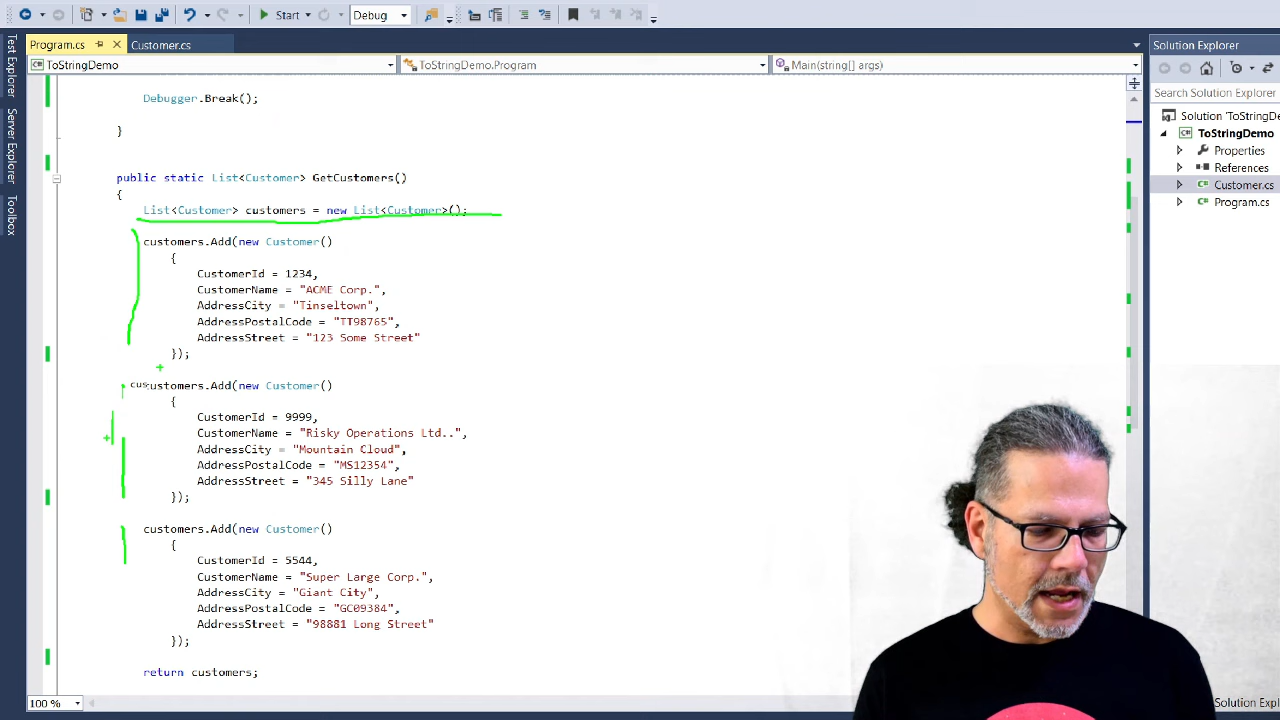 Start
Debug
Test Explorer
Server Explorer
Toolbox
Program.cs
Customer.cs
ToStringDemo
ToStringDemo.Program
Main(string[] args)
Debugger.Break();
}
public static List<Customer> GetCustomers()
{
List<Customer> customers = new List<Customer>();
customers.Add(new Customer()
{
CustomerId = 1234,
CustomerName = "ACME Corp.",
AddressCity = "Tinseltown",
AddressPostalCode = "TT98765",
AddressStreet = "123 Some Street"
});
customers.Add(new Customer()
{
CustomerId = 9999,
CustomerName = "Risky Operations Ltd..",
AddressCity = "Mountain Cloud",
AddressPostalCode = "MS12354",
AddressStreet = "345 Silly Lane"
});
customers.Add(new Customer()
{
CustomerId = 5544,
CustomerName = "Super Large Corp.",
AddressCity = "Giant City",
AddressPostalCode = "GC09384",
AddressStreet = "98881 Long Street"
});
return customers;
100 %
Solution Explorer
Search Solution Explorer
Solution 'ToStringDe
ToStringDemo
Properties
References
Customer.cs
Program.cs
Solution Expl